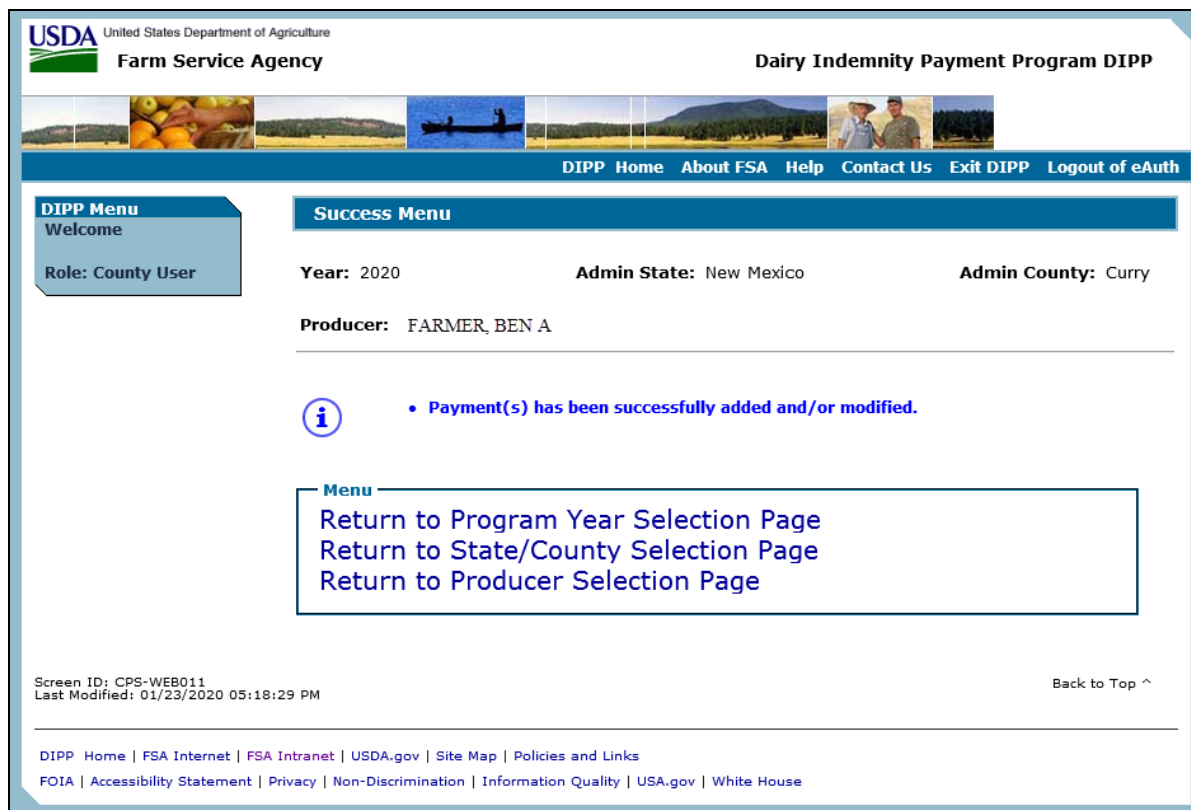 USDA United States Department of Agriculture
Farm Service Agency
Dairy Indemnity Payment Program DIPP
DIPP Home About FSA Help Contact Us Exit DIPP Logout of eAuth
DIPP Menu
Welcome
Role: County User
Success Menu
Year: 2020 Admin State: New Mexico Admin County: Curry
Producer: FARMER, BEN A
i
• Payment(s) has been successfully added and/or modified.
Menu
Return to Program Year Selection Page
Return to State/County Selection Page
Return to Producer Selection Page
Screen ID: CPS-WEB011
Back to Top ^
Last Modified: 01/23/2020 05:18:29 PM
DIPP Home | FSA Internet | FSA Intranet | USDA.gov | Site Map | Policies and Links
FOIA | Accessibility Statement | Privacy | Non-Discrimination | Information Quality | USA.gov | White House